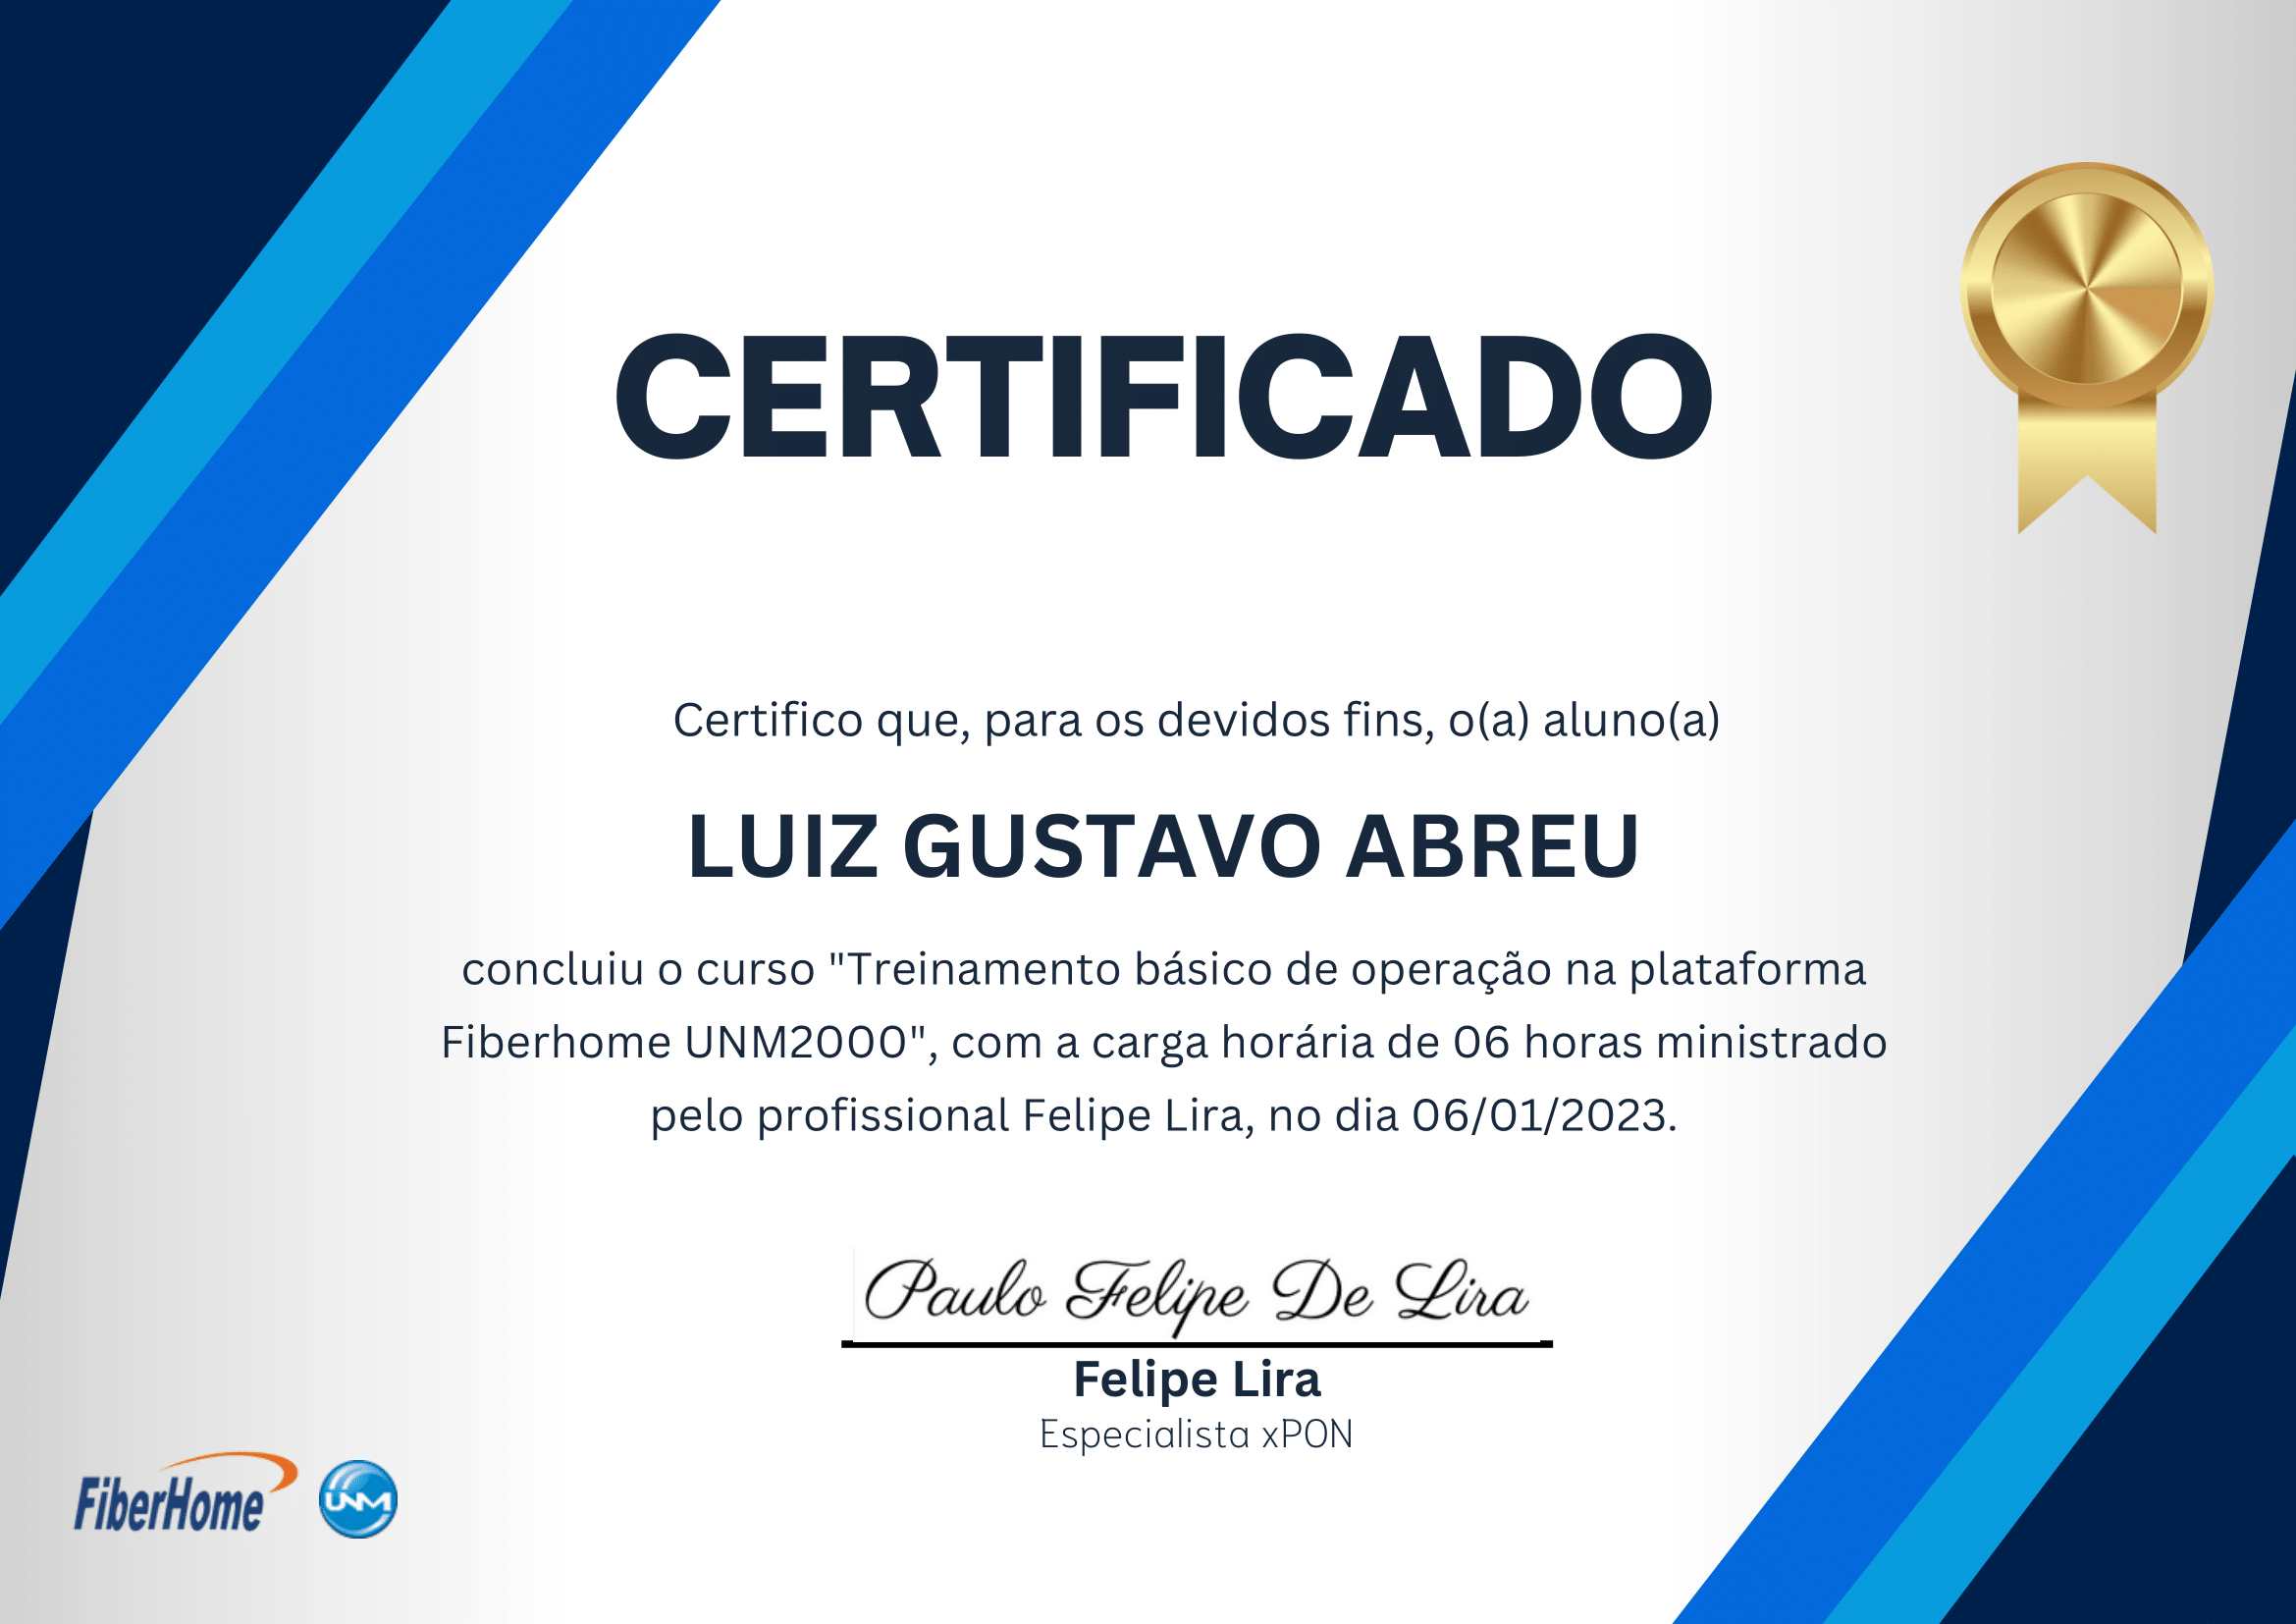 CERTIFICADO
Certifico que, para os devidos fins, o(a) aluno(a)
LUIZ GUSTAVO ABREU
concluiu o curso "Treinamento básico de operação na plataforma
Fiberhome UNM2000", com a carga horária de 06 horas ministrado
pelo profissional Felipe Lira, no dia 06/01/2023.
Paulo Felipe De Lira
Felipe Lira
Especialista xPON
FiberHome UNM